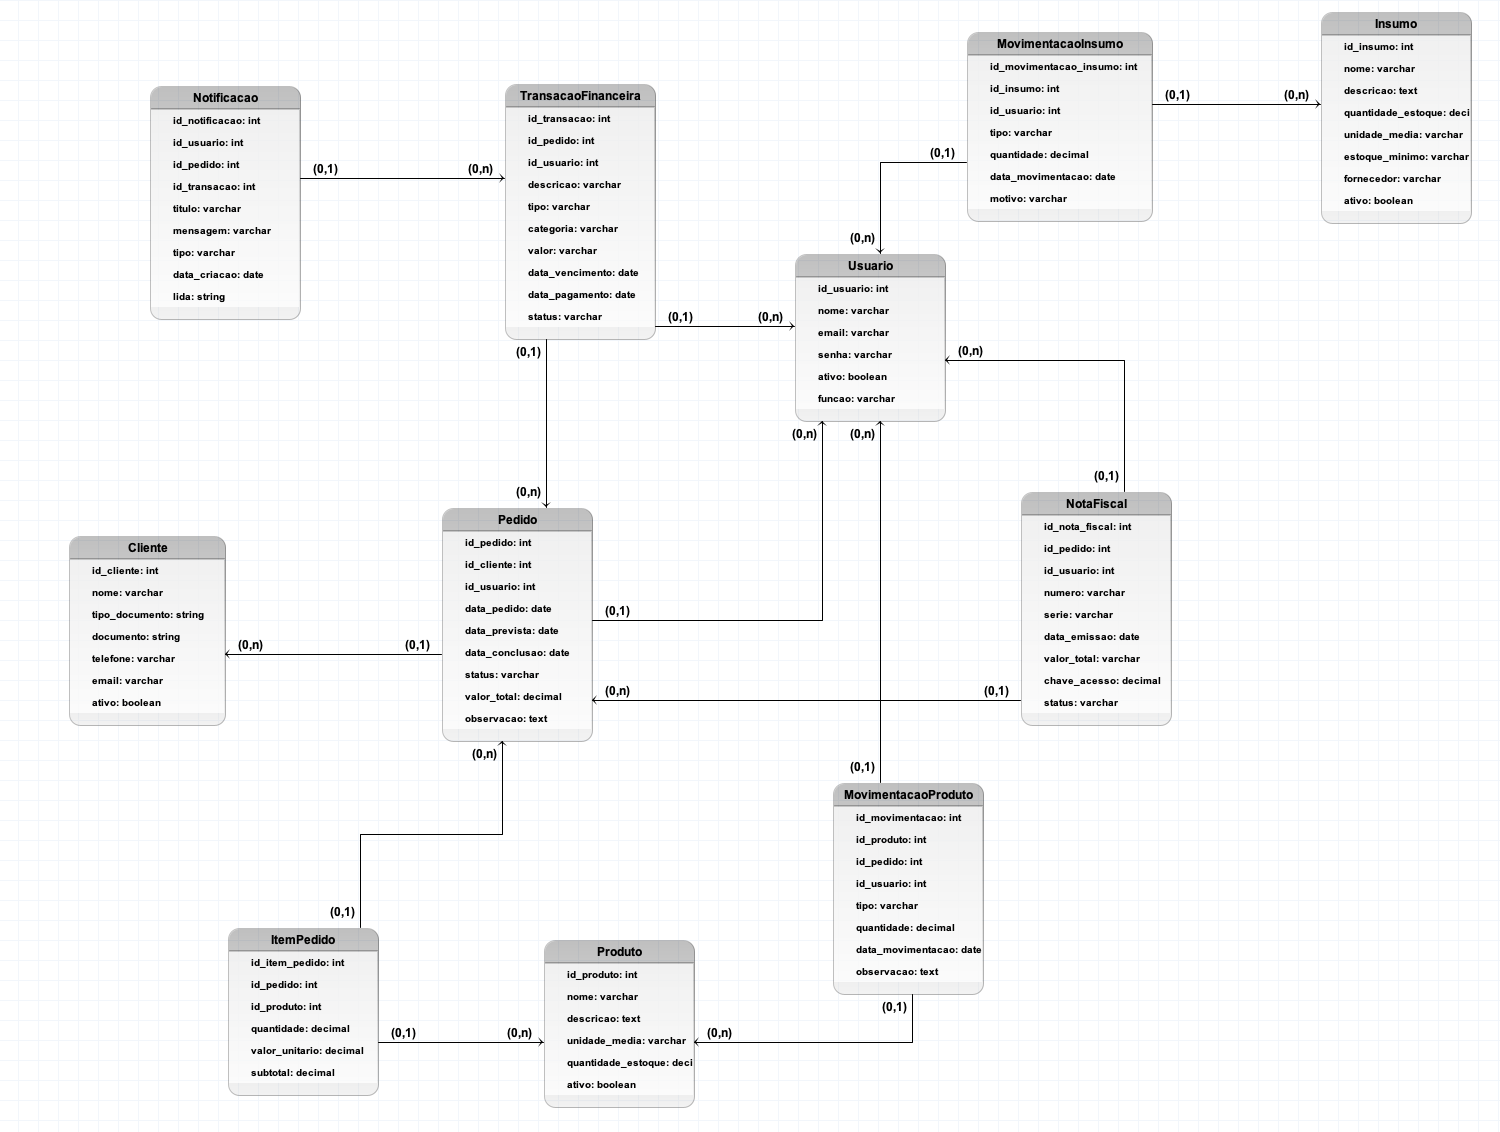 Notificacao
id_notificacao: int
id_usuario: int
id_pedido: int
id_transacao: int
titulo: varchar
mensagem: varchar
tipo: varchar
data_criacao: date
lida: string
(0,1)
(0,n)
TransacaoFinanceira
id_transacao: int
id_pedido: int
id_usuario: int
descricao: varchar
tipo: varchar
categoria: varchar
valor: varchar
data_vencimento: date
data_pagamento: date
status: varchar
(0,1)
(0,n)
(0,1)
(0,n)
MovimentacaoInsumo
id_movimentacao_insumo: int
id_insumo: int
id_usuario: int
tipo: varchar
quantidade: decimal
data_movimentacao: date
motivo: varchar
(0,1)
(0,n)
(0,1)
(0,n)
Insumo
id_insumo: int
nome: varchar
descricao: text
quantidade_estoque: deci
unidade_media: varchar
estoque_minimo: varchar
fornecedor: varchar
ativo: boolean
Usuario
id_usuario: int
nome: varchar
email: varchar
senha: varchar
ativo: boolean
funcao: varchar
(0,n)
(0,n)
(0,n)
(0,1)
NotaFiscal
id_nota_fiscal: int
id_pedido: int
id_usuario: int
numero: varchar
serie: varchar
data_emissao: date
valor_total: varchar
chave_acesso: decimal
status: varchar
(0,1)
(0,n)
Cliente
id_cliente: int
nome: varchar
tipo_documento: string
documento: string
telefone: varchar
email: varchar
ativo: boolean
(0,n)
(0,1)
Pedido
id_pedido: int
id_cliente: int
id_usuario: int
data_pedido: date
data_prevista: date
data_conclusao: date
status: varchar
valor_total: decimal
observacao: text
(0,1)
(0,n)
(0,1)
MovimentacaoProduto
id_movimentacao: int
id_produto: int
id_pedido: int
id_usuario: int
tipo: varchar
quantidade: decimal
data_movimentacao: date
observacao: text
(0,1)
(0,n)
(0,1)
ItemPedido
id_item_pedido: int
id_pedido: int
id_produto: int
quantidade: decimal
valor_unitario: decimal
subtotal: decimal
(0,1)
(0,n)
Produto
id_produto: int
nome: varchar
descricao: text
unidade_media: varchar
quantidade_estoque: deci
ativo: boolean